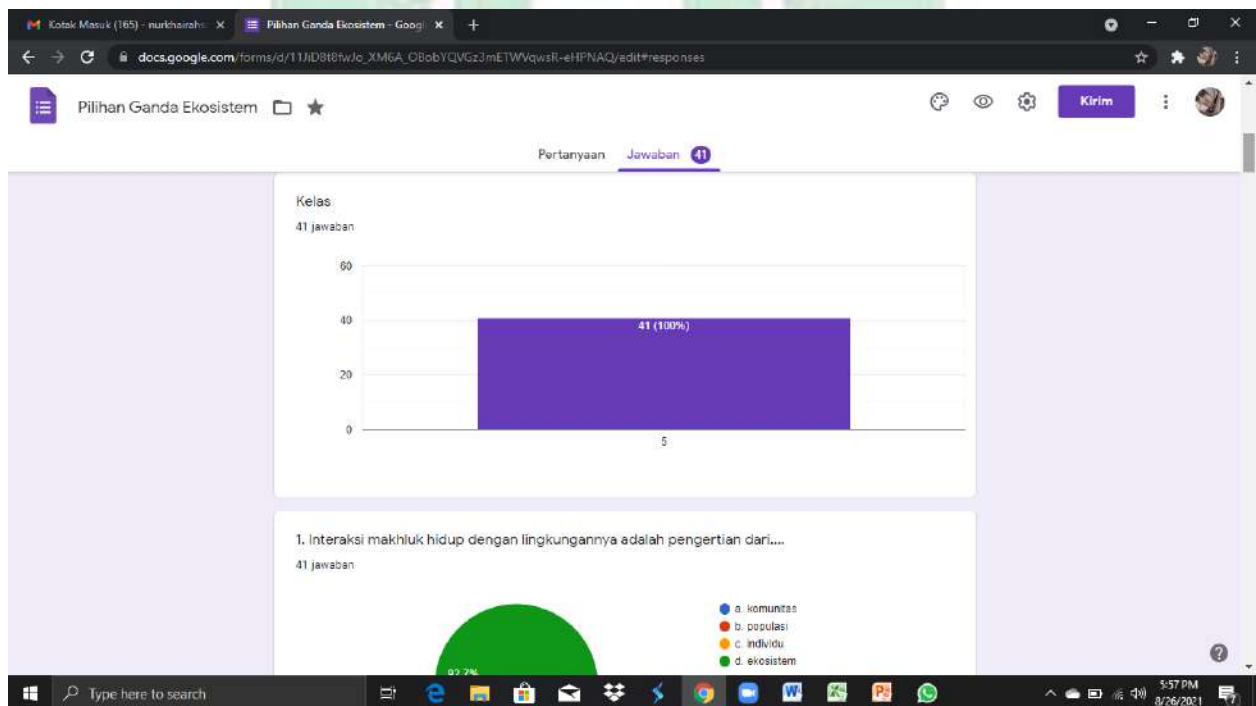 Kotak Masuk (165) - nurkhairahs
Pilihan Ganda Ekosistem - Googl
docs.google.com/forms/d/11JiD8t8fwJo_XM6A_OBobYQVGz3mETWVqwsR-eHPNAQ/edit#responses
Pilihan Ganda Ekosistem
Kirim
Pertanyaan Jawaban 41
Kelas
41 jawaban
60
40
20
0
41 (100%)
5
1. Interaksi makhluk hidup dengan lingkungannya adalah pengertian dari....
41 jawaban
92.7%
a. komunitas
b. populasi
c. individu
d. ekosistem
Type here to search
5:57 PM
8/26/2021